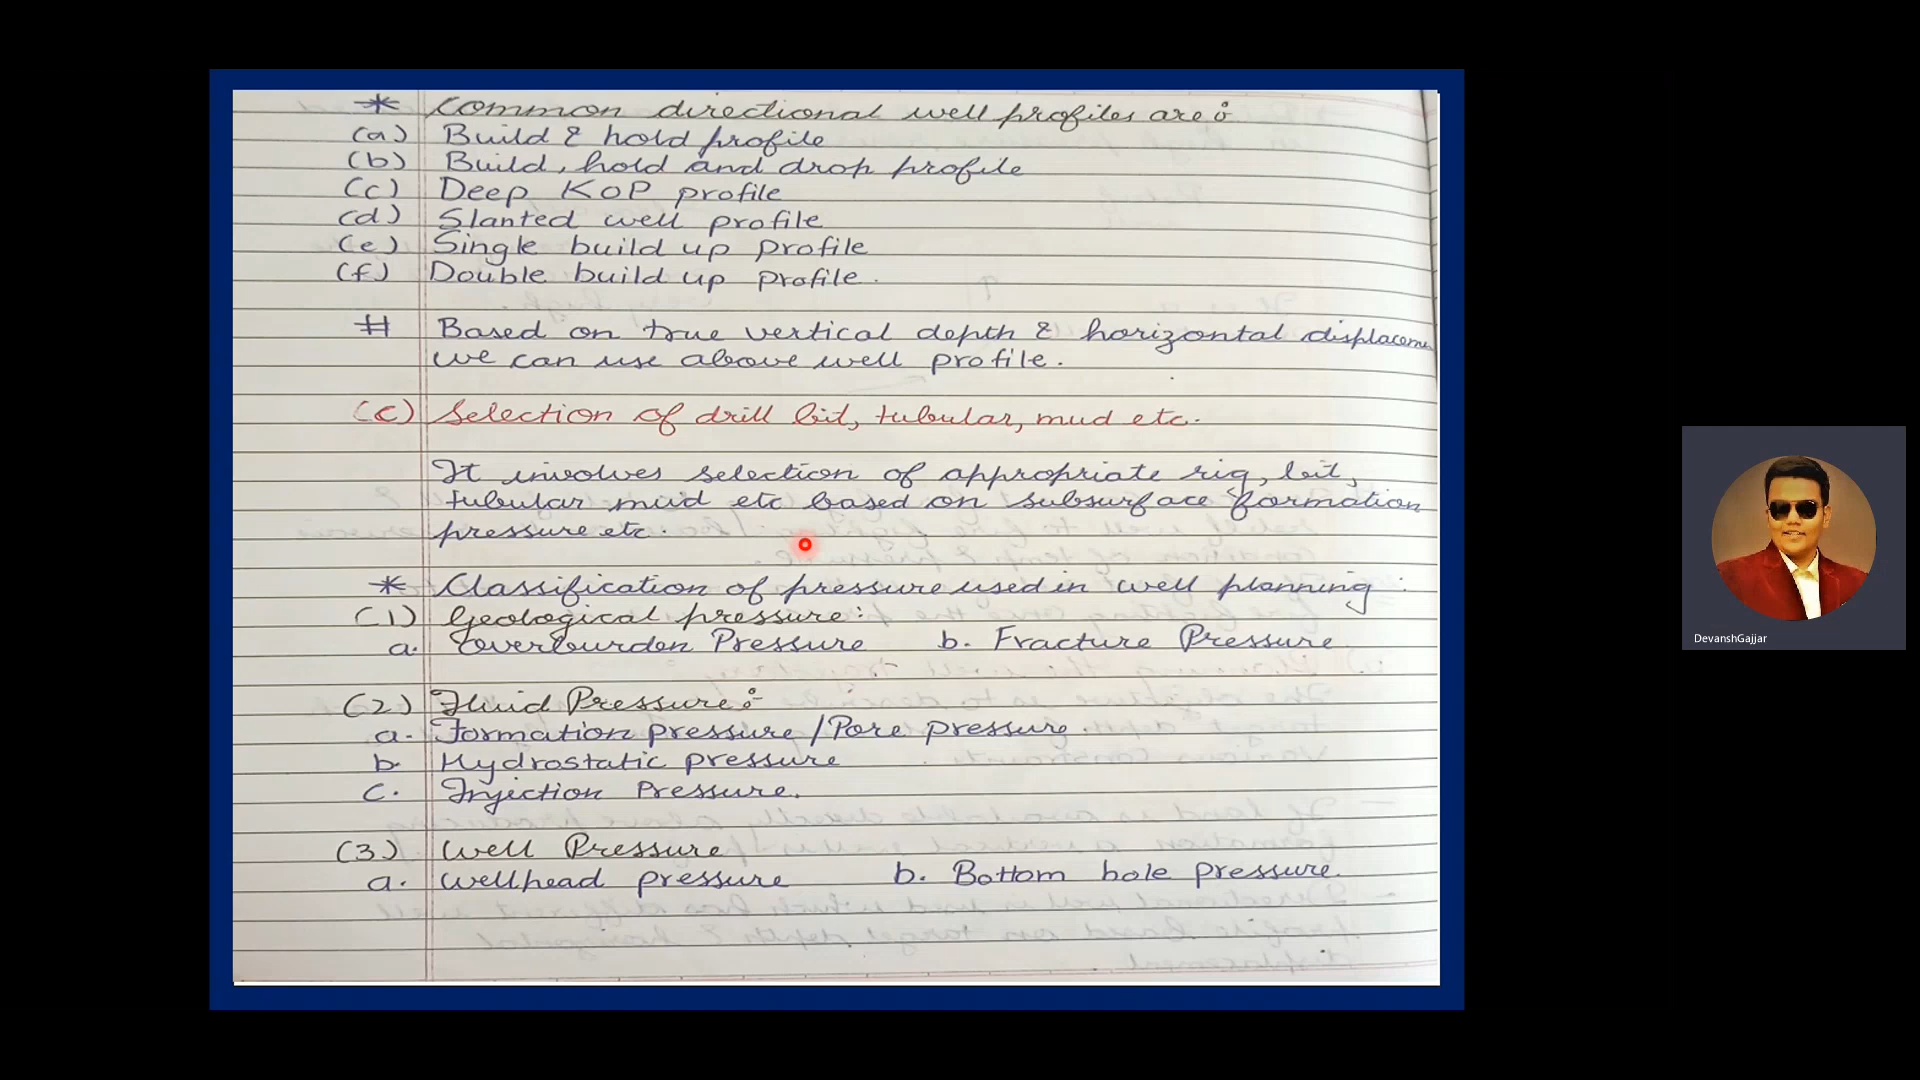 * Common directional well profiles are :
(a) Build & hold profile
(b) Build, hold and drop profile
(c) Deep KOP profile
(d) Slanted well profile
(e) Single build up profile
(f) Double build up profile.
# Based on true vertical depth & horizontal displaceme
we can use above well profile.
(c) Selection of drill bit, tubular, mud etc.
It involves selection of appropriate rig, bit,
tubular mud etc based on subsurface formation
pressure etc.
* Classification of pressure used in well planning :
(1) Geological pressure:
a. Overburden Pressure b. Fracture Pressure
(2) Fluid Pressure :-
a. Formation pressure / Pore pressure.
b. Hydrostatic pressure
c. Injection Pressure.
(3) Well Pressure
a. Wellhead pressure b. Bottom hole pressure.
DevanshGajjar